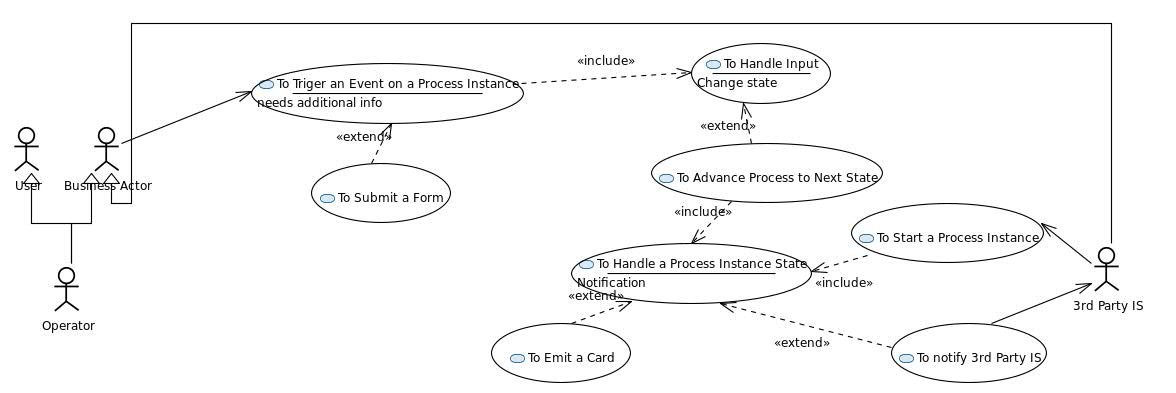 «include»
To Handle Input
Change state
To Triger an Event on a Process Instance
needs additional info
«extend»
«extend»
User
Business Actor
To Submit a Form
To Advance Process to Next State
«include»
To Start a Process Instance
To Handle a Process Instance State
Notification
«include»
«extend»
3rd Party IS
Operator
«extend»
To Emit a Card
To notify 3rd Party IS